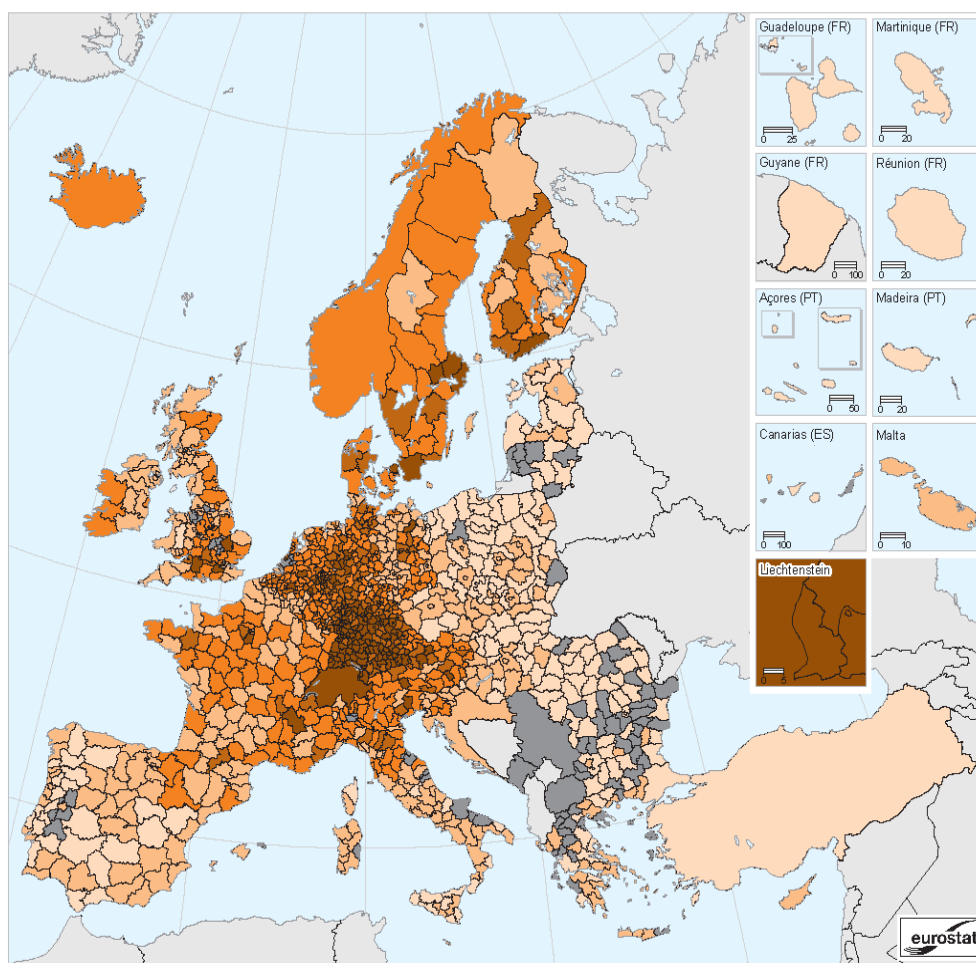 Guadeloupe (FR)
0 25
Martinique (FR)
0 20
Guyane (FR)
0 100
Réunion (FR)
0 20
Açores (PT)
0 50
Madeira (PT)
0 20
Canarias (ES)
0 100
Malta
0 10
Liechtenstein
0 5
eurostat